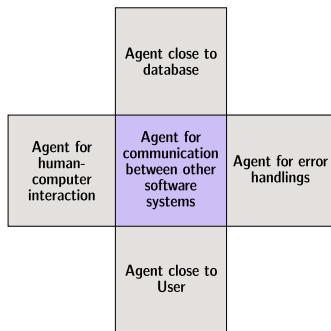 Agent close to
database
Agent for
human-
computer
interaction
Agent for
communication
between other
software
systems
Agent for error
handlings
Agent close to
User